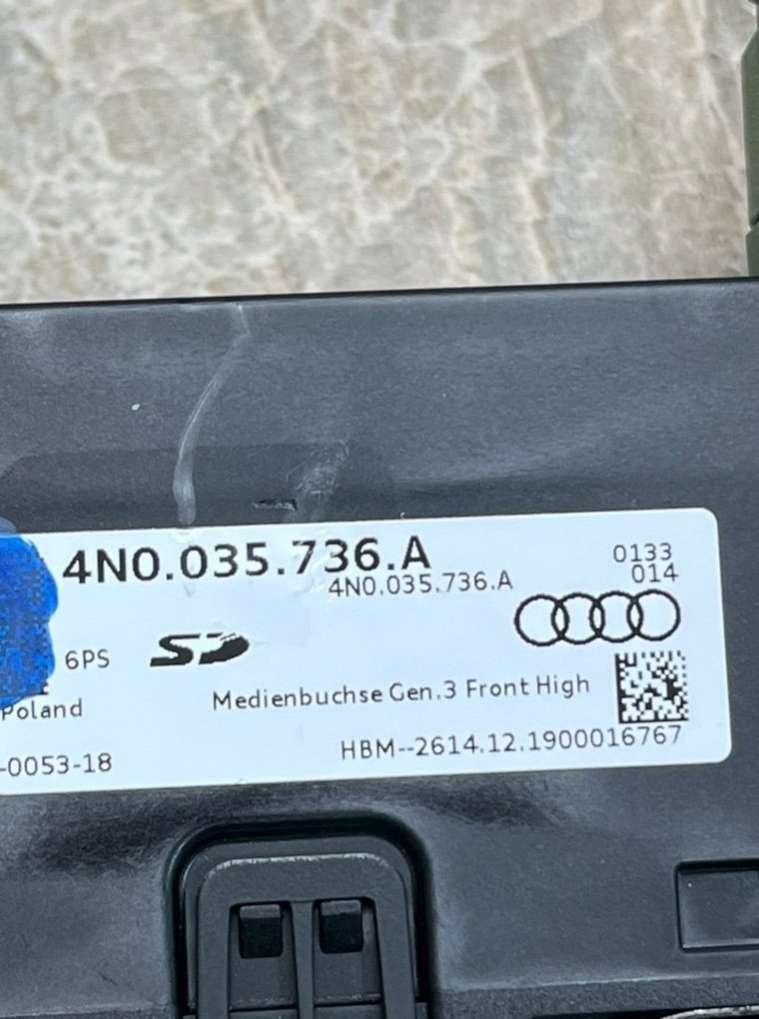 4N0.035.736.A
4N0.035.736.A
0133
014
6PS
SD
Poland
Medienbuchse Gen.3 Front High
-0053-18
HBM--2614.12.1900016767